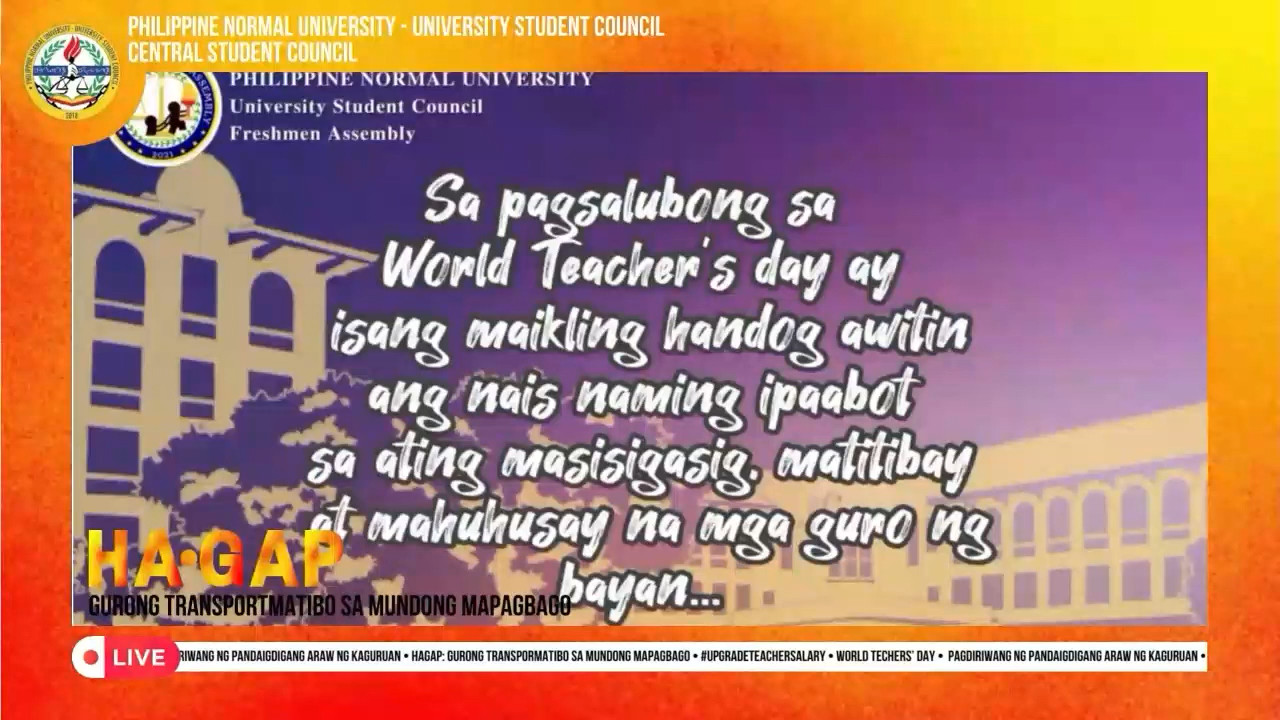 PHILIPPINE NORMAL UNIVERSITY - UNIVERSITY STUDENT COUNCIL
CENTRAL STUDENT COUNCIL
PHILIPPINE NORMAL UNIVERSITY
University Student Council
Freshmen Assembly
2021
2018
Sa pagsalubong sa
World Teacher's day ay
isang maikling handog awitin
ang nais naming ipaabot
sa ating masisigasig, matitibay
at mahuhusay na mga guro ng
bayan...
HA•GAP
GURONG TRANSPORTMATIBO SA MUNDONG MAPAGBAGO
LIVE
RIWANG NG PANDAIGDIGANG ARAW NG KAGURUAN • HAGAP: GURONG TRANSPORMATIBO SA MUNDONG MAPAGBAGO • #UPGRADETEACHERSALARY • WORLD TECHERS' DAY • PAGDIRIWANG NG PANDAIGDIGANG ARAW NG KAGURUAN •